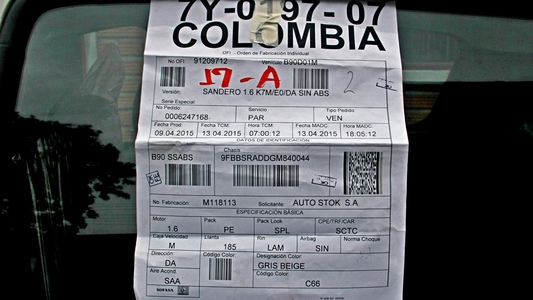 7Y-0197-07
COLOMBIA
OFI - Orden de Fabricación Individual
No OFI: 91209712 Vehículo B90D01M
17-A 2
Versión: SANDERO 1.6 K7M/E0/DA SIN ABS
Serie Especial:
No Pedido: Servicio Tipo Pedido
0006247168 PAR VEN
Fecha Prod: Fecha TCM Hora TCM Fecha MADC Hora MADC:
09.04.2015 13.04.2015 07:00:12 13.04.2015 18:05:12
DATOS DE IDENTIFICACIÓN
B90 SSABS Chasis 9FBBSRADDGM840044
No. Fabricación: M118113 Solicitante: AUTO STOK S.A
ESPECIFICACIÓN BÁSICA
Motor Pack Pack Look CPE/TRF/CAR
1.6 PE SPL SCTC
Caja Velocidad Llanta Rin Airbag Norma Choque
M 185 LAM SIN
Dirección: Código Color: Designación Color:
DA GRIS BEIGE
Aire Acond. Código Color:
SAA C66
SOFASA